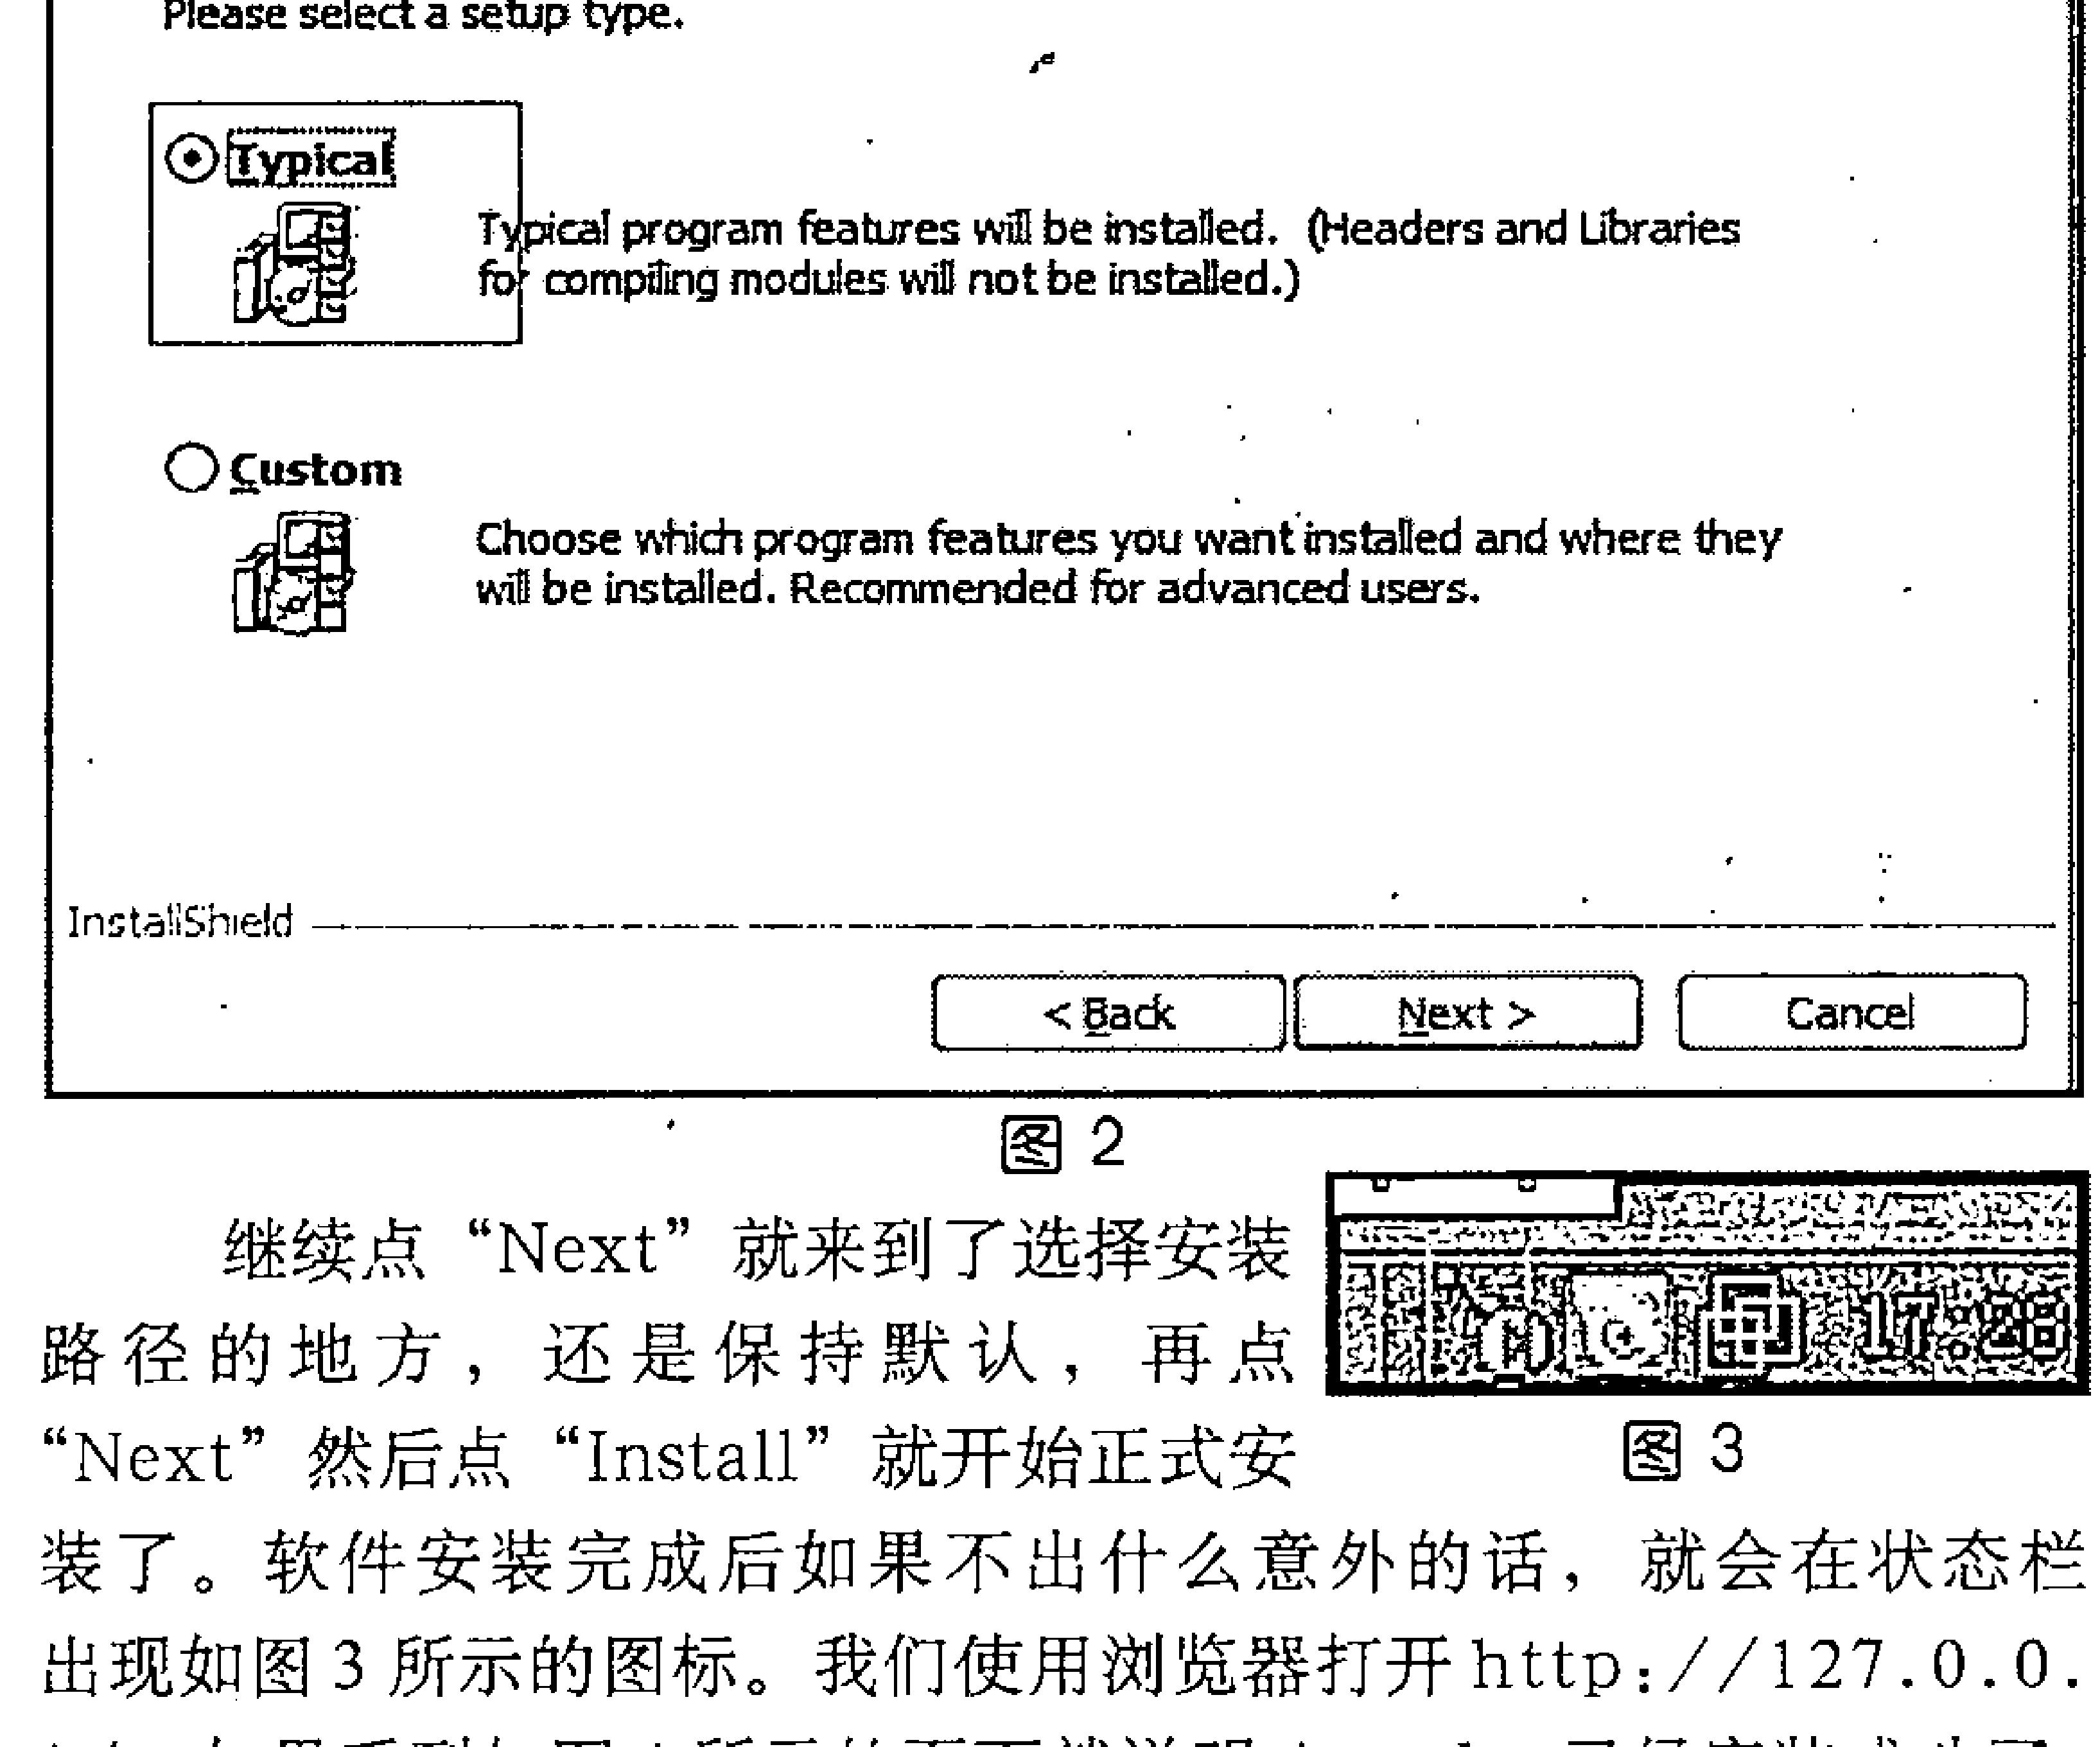 Please select a setup type.
Typical
Typical program features will be installed. (Headers and Libraries
for compiling modules will not be installed.)
Custom
Choose which program features you want installed and where they
will be installed. Recommended for advanced users.
InstallShield
< Back
Next >
Cancel
图 2
继续点“Next”就来到了选择安装
路径的地方，还是保持默认，再点
“Next”然后点“Install”就开始正式安
17:28
图 3
装了。软件安装完成后如果不出什么意外的话，就会在状态栏
出现如图3所示的图标。我们使用浏览器打开http://127.0.0.